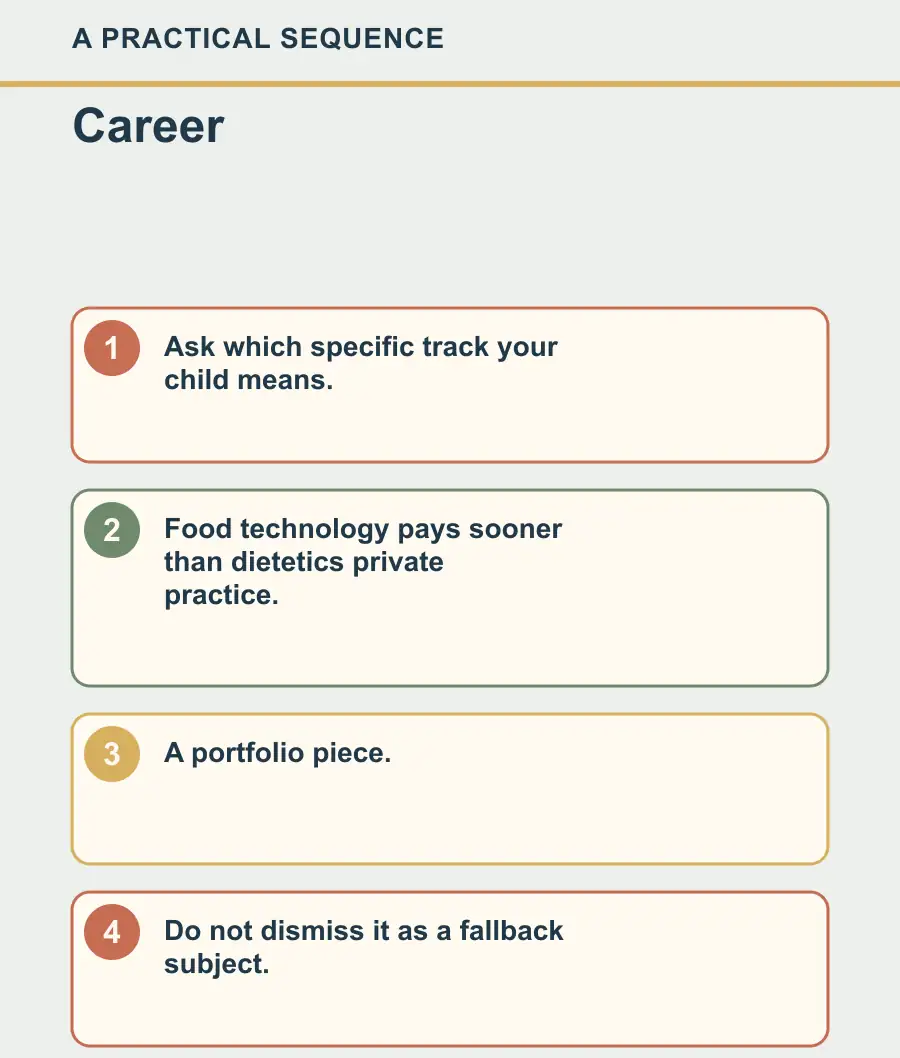 A PRACTICAL SEQUENCE
Career
1
Ask which specific track your
child means.
2
Food technology pays sooner
than dietetics private
practice.
3
A portfolio piece.
4
Do not dismiss it as a fallback
subject.